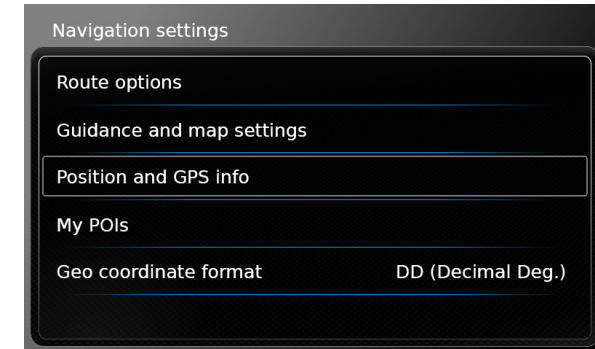 Navigation settings
Route options
Guidance and map settings
Position and GPS info
My POIs
Geo coordinate format DD (Decimal Deg.)